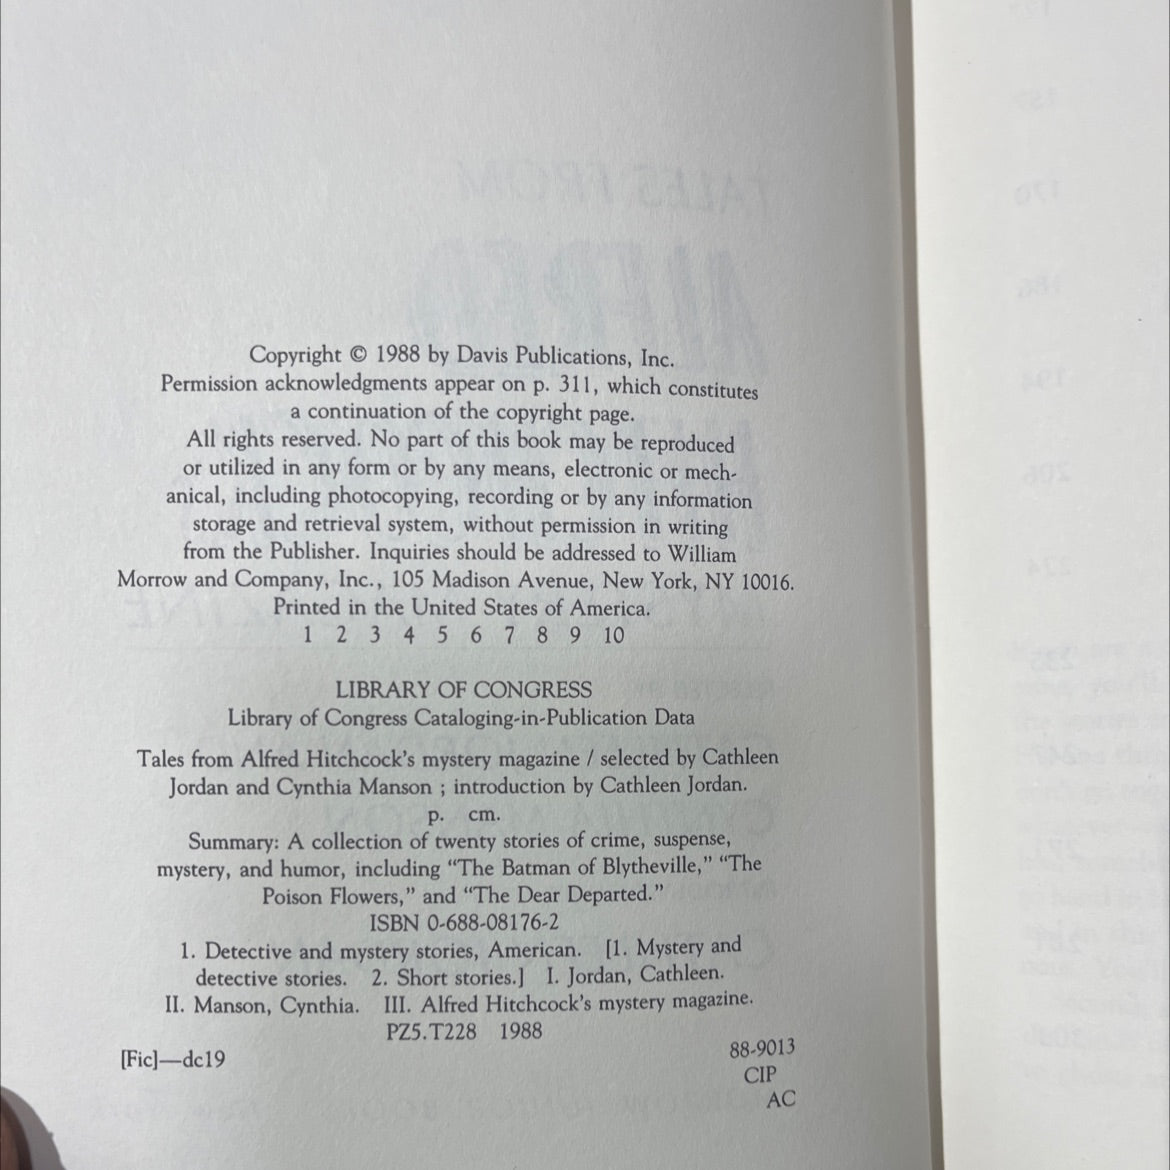 Copyright © 1988 by Davis Publications, Inc.
Permission acknowledgments appear on p. 311, which constitutes
a continuation of the copyright page.
All rights reserved. No part of this book may be reproduced
or utilized in any form or by any means, electronic or mech-
anical, including photocopying, recording or by any information
storage and retrieval system, without permission in writing
from the Publisher. Inquiries should be addressed to William
Morrow and Company, Inc., 105 Madison Avenue, New York, NY 10016.
Printed in the United States of America.
1 2 3 4 5 6 7 8 9 10
LIBRARY OF CONGRESS
Library of Congress Cataloging-in-Publication Data
Tales from Alfred Hitchcock's mystery magazine / selected by Cathleen
Jordan and Cynthia Manson ; introduction by Cathleen Jordan.
p. cm.
Summary: A collection of twenty stories of crime, suspense,
mystery, and humor, including “The Batman of Blytheville,” “The
Poison Flowers,” and “The Dear Departed.”
ISBN 0-688-08176-2
1. Detective and mystery stories, American. [1. Mystery and
detective stories. 2. Short stories.] I. Jordan, Cathleen.
II. Manson, Cynthia. III. Alfred Hitchcock's mystery magazine.
PZ5.T228 1988
[Fic]—dc19
88-9013
CIP
AC